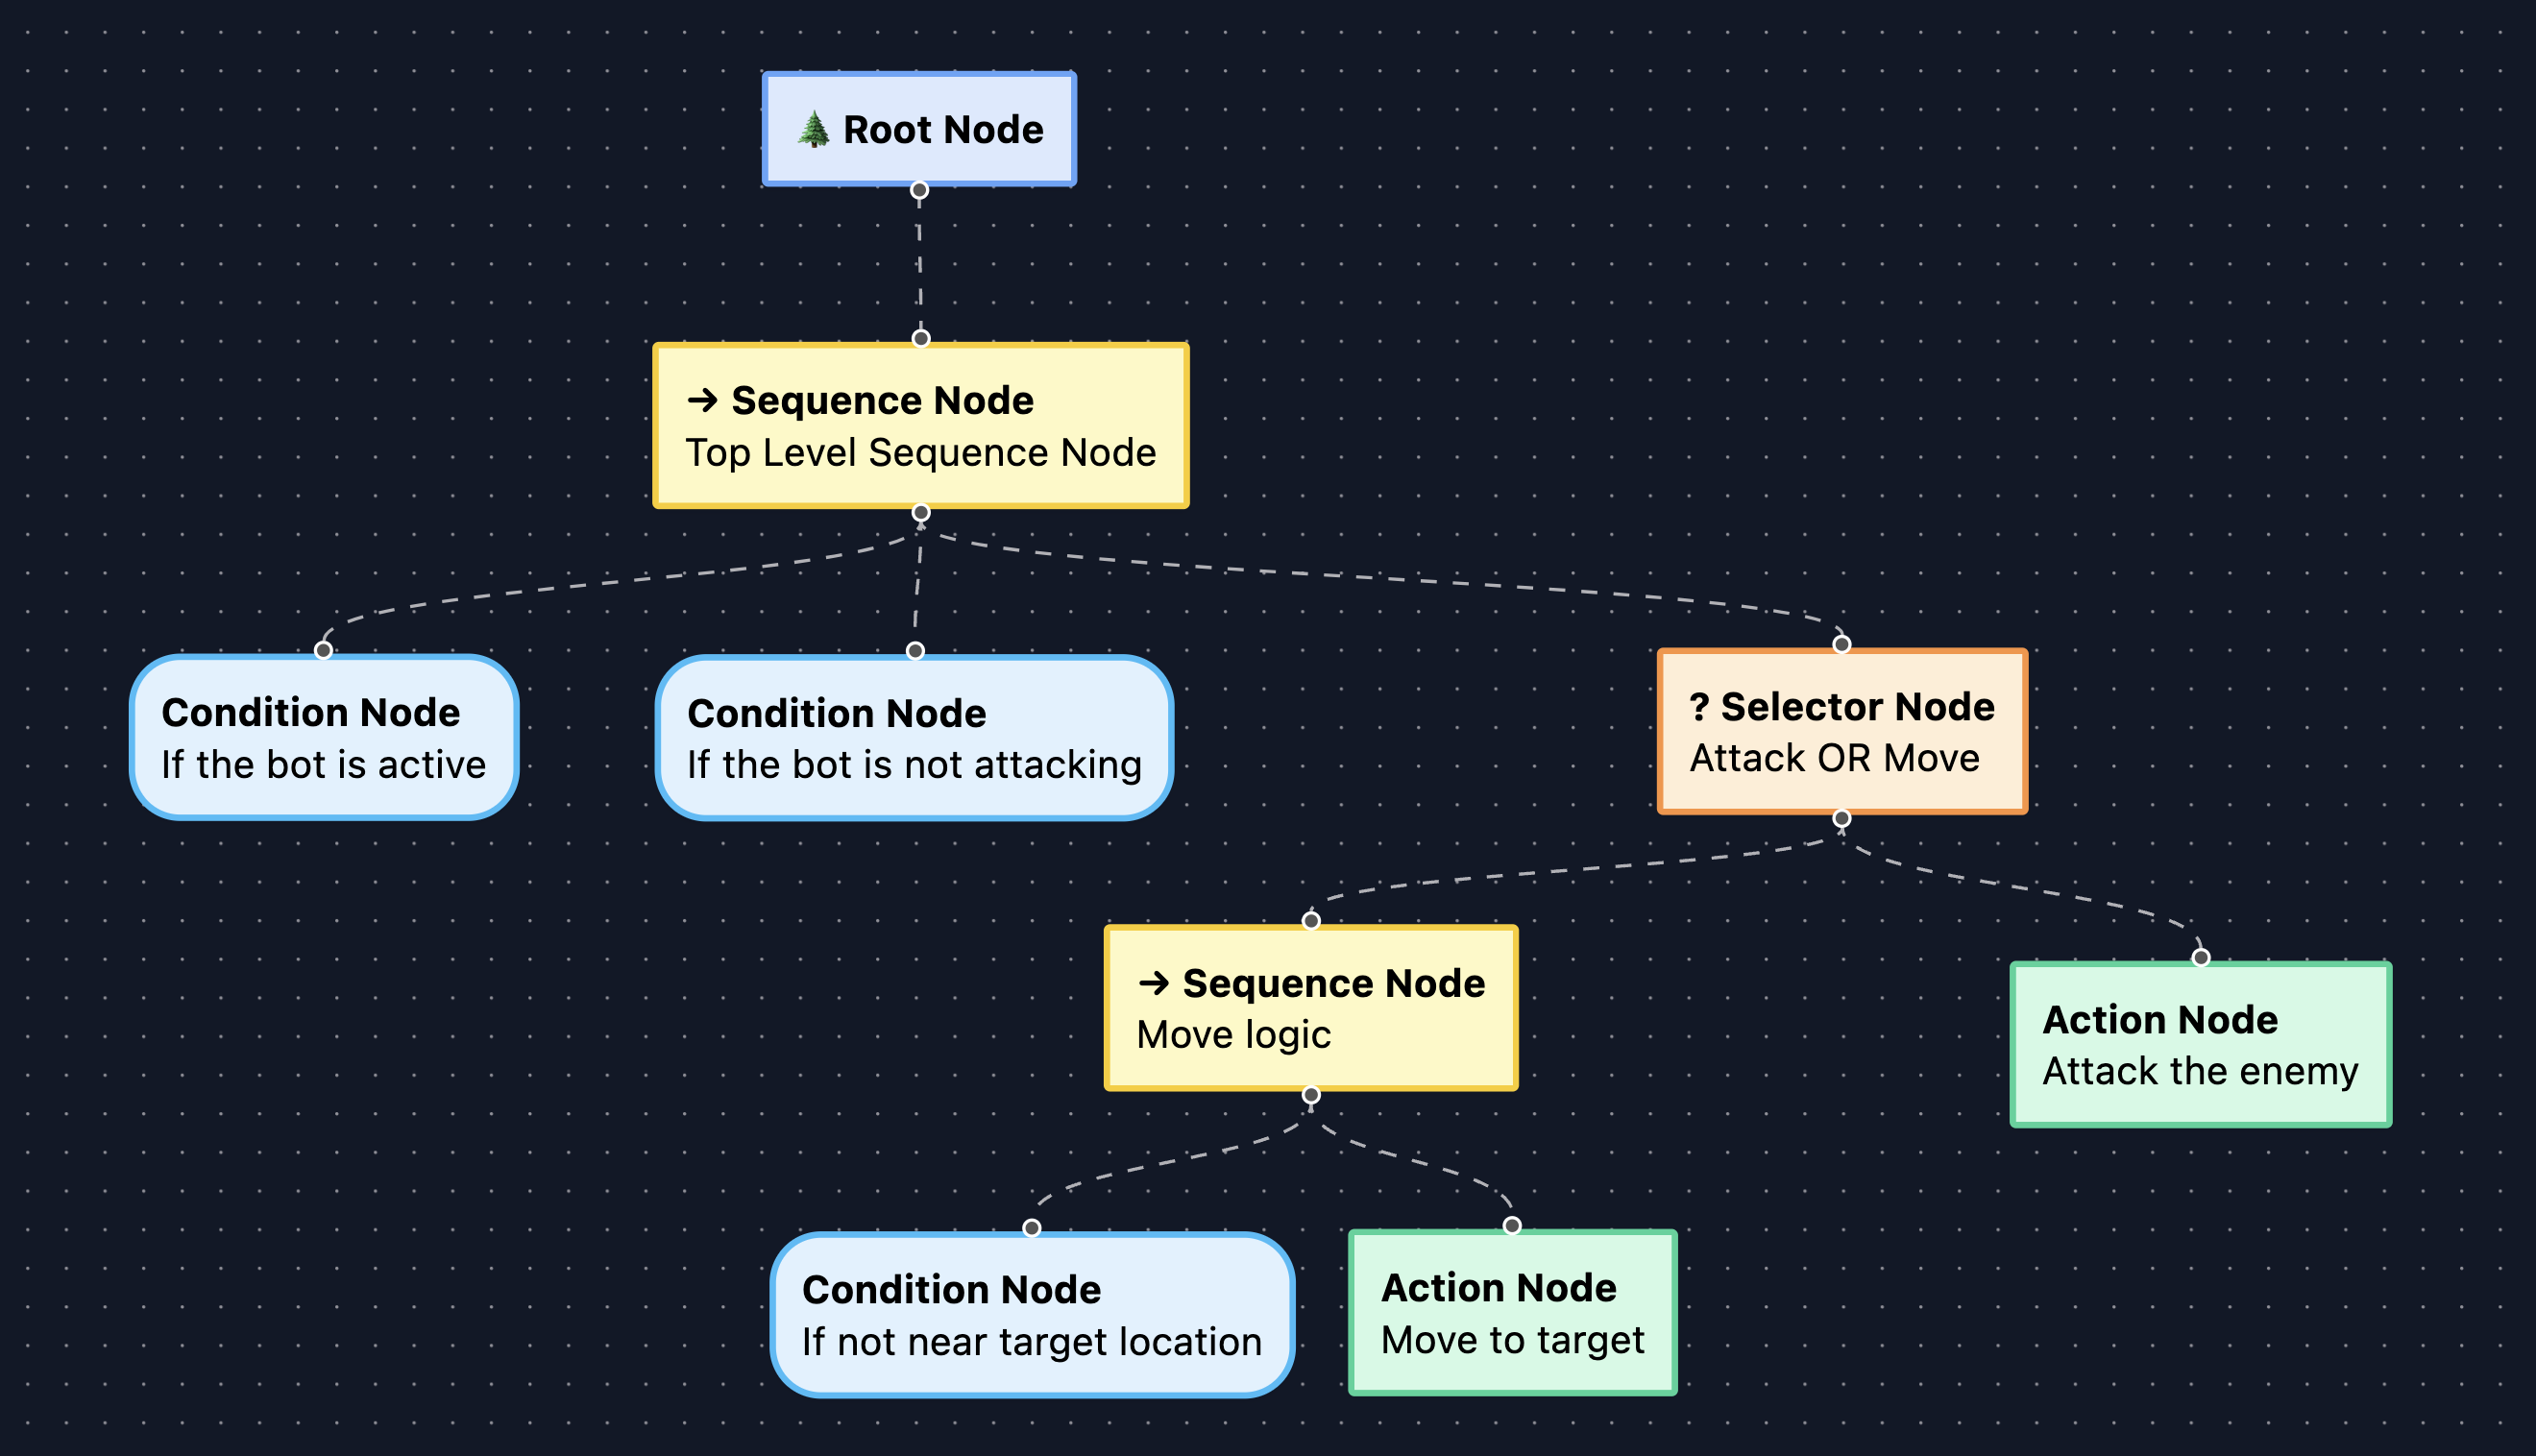 🌲 Root Node
→ Sequence Node
Top Level Sequence Node
Condition Node
If the bot is active
Condition Node
If the bot is not attacking
? Selector Node
Attack OR Move
→ Sequence Node
Move logic
Action Node
Attack the enemy
Condition Node
If not near target location
Action Node
Move to target